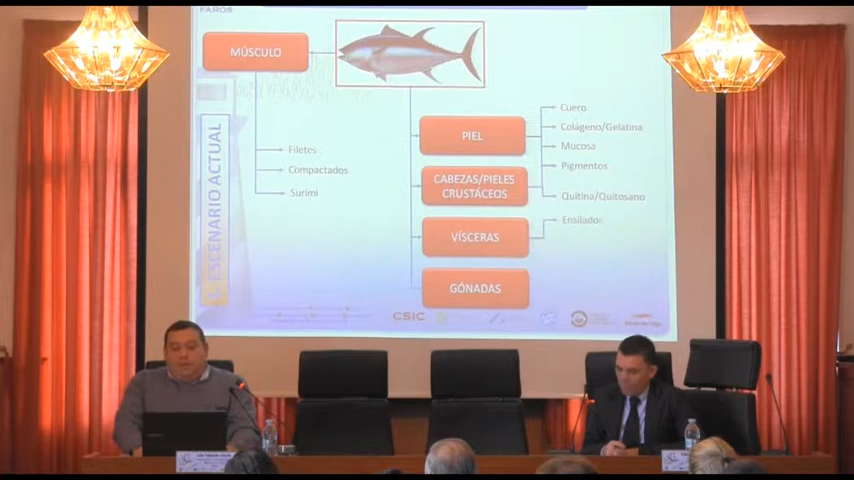 FAROS
MÚSCULO
ESCENARIO ACTUAL
Filetes
Compactados
Surimi
PIEL
CABEZAS/PIELES
CRUSTÁCEOS
VÍSCERAS
GÓNADAS
Cuero
Colágeno/Gelatina
Mucosa
Pigmentos
Quitina/Quitosano
Ensilados
CSIC